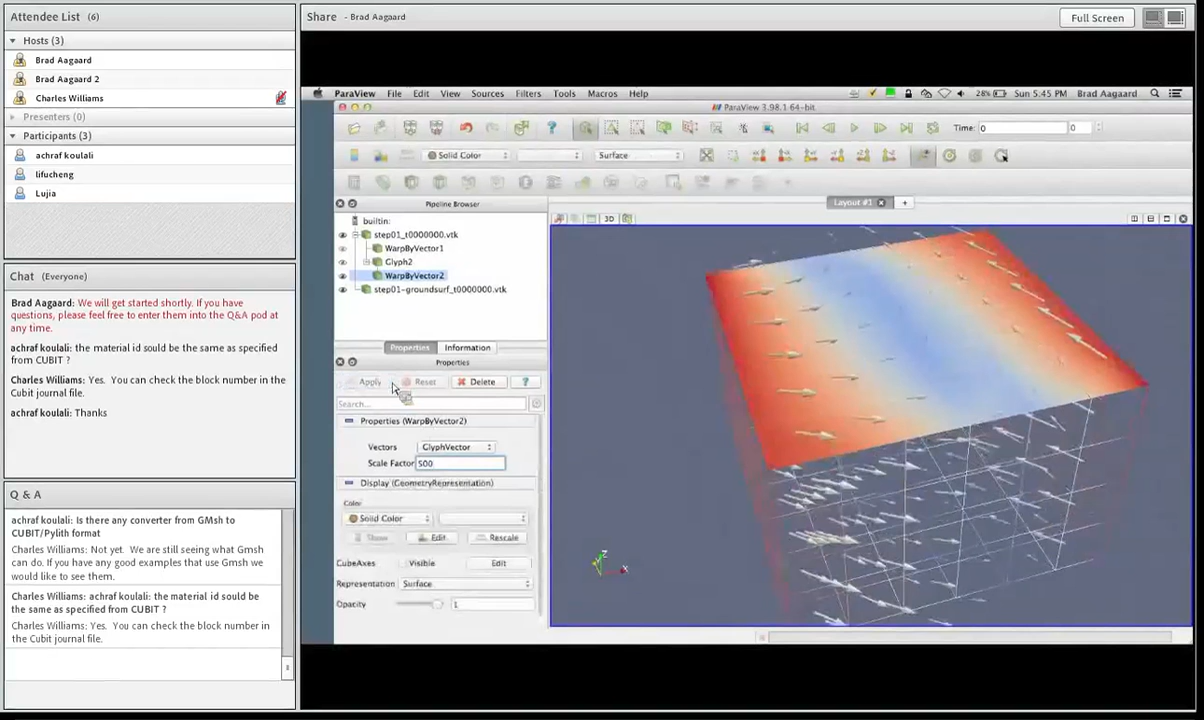 Attendee List (6)
Hosts (3)
Brad Aagaard
Brad Aagaard 2
Charles Williams
Presenters (0)
Participants (3)
achraf koulali
lifucheng
Lujia
Chat (Everyone)
Brad Aagaard: We will get started shortly. If you have
questions, please feel free to enter them into the Q&A pod at
any time.
achraf koulali: the material id sould be the same as specified
from CUBIT ?
Charles Williams: Yes. You can check the block number in the
Cubit journal file.
achraf koulali: Thanks
Q & A
achraf koulali: Is there any converter from GMsh to
CUBIT/Pylith format
Charles Williams: Not yet. We are still seeing what Gmsh
can do. If you have any good examples that use Gmsh we
would like to see them.
Charles Williams: achraf koulali: the material id sould be
the same as specified from CUBIT ?
Charles Williams: Yes. You can check the block number in
the Cubit journal file.
Share - Brad Aagaard
Full Screen
ParaView File Edit View Sources Filters Tools Macros Help
28% Sun 5:45 PM Brad Aagaard
ParaView 3.98.1 64-bit
Time: 0 0
Solid Color
Surface
Pipeline Browser
Layout #1 +
3D
builtin:
step01_t0000000.vtk
WarpByVector1
Glyph2
WarpByVector2
step01-groundsurf_t0000000.vtk
Properties Information
Properties
Apply Reset Delete ?
Search...
Properties (WarpByVector2)
Vectors GlyphVector
Scale Factor 500
Display (GeometryRepresentation)
Color
Solid Color
Show Edit Rescale
CubeAxes Visible Edit
Representation Surface
Opacity 1
Z
X